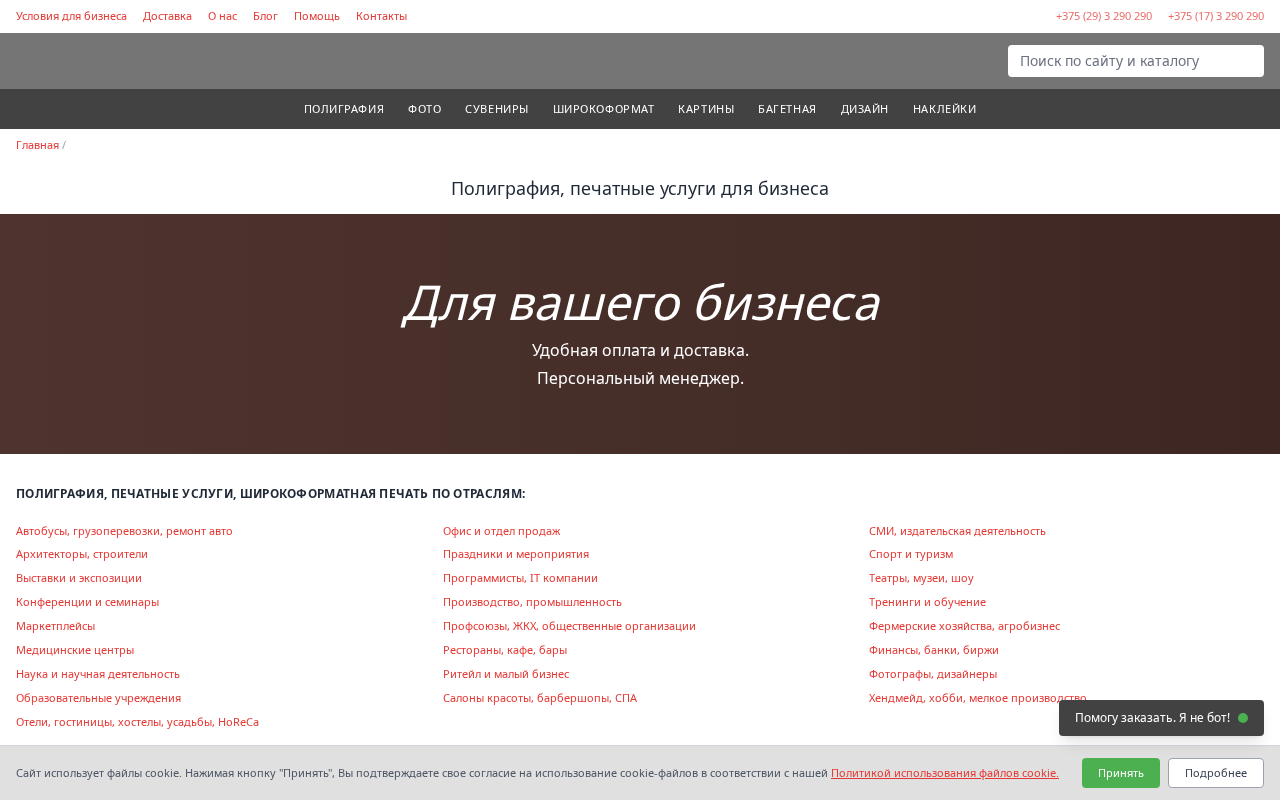 Условия для бизнеса Доставка О нас Блог Помощь Контакты +375 (29) 3 290 290 +375 (17) 3 290 290
Поиск по сайту и каталогу
ПОЛИГРАФИЯ ФОТО СУВЕНИРЫ ШИРОКОФОРМАТ КАРТИНЫ БАГЕТНАЯ ДИЗАЙН НАКЛЕЙКИ
Главная /
Полиграфия, печатные услуги для бизнеса
Для вашего бизнеса
Удобная оплата и доставка.
Персональный менеджер.
ПОЛИГРАФИЯ, ПЕЧАТНЫЕ УСЛУГИ, ШИРОКОФОРМАТНАЯ ПЕЧАТЬ ПО ОТРАСЛЯМ:
Автобусы, грузоперевозки, ремонт авто
Архитекторы, строители
Выставки и экспозиции
Конференции и семинары
Маркетплейсы
Медицинские центры
Наука и научная деятельность
Образовательные учреждения
Отели, гостиницы, хостелы, усадьбы, HoReCa
Офис и отдел продаж
Праздники и мероприятия
Программисты, IT компании
Производство, промышленность
Профсоюзы, ЖКХ, общественные организации
Рестораны, кафе, бары
Ритейл и малый бизнес
Салоны красоты, барбершопы, СПА
СМИ, издательская деятельность
Спорт и туризм
Театры, музеи, шоу
Тренинги и обучение
Фермерские хозяйства, агробизнес
Финансы, банки, биржи
Фотографы, дизайнеры
Хендмейд, хобби, мелкое производство
Помогу заказать. Я не бот!
Сайт использует файлы cookie. Нажимая кнопку "Принять", Вы подтверждаете свое согласие на использование cookie-файлов в соответствии с нашей Политикой использования файлов cookie. Принять Подробнее